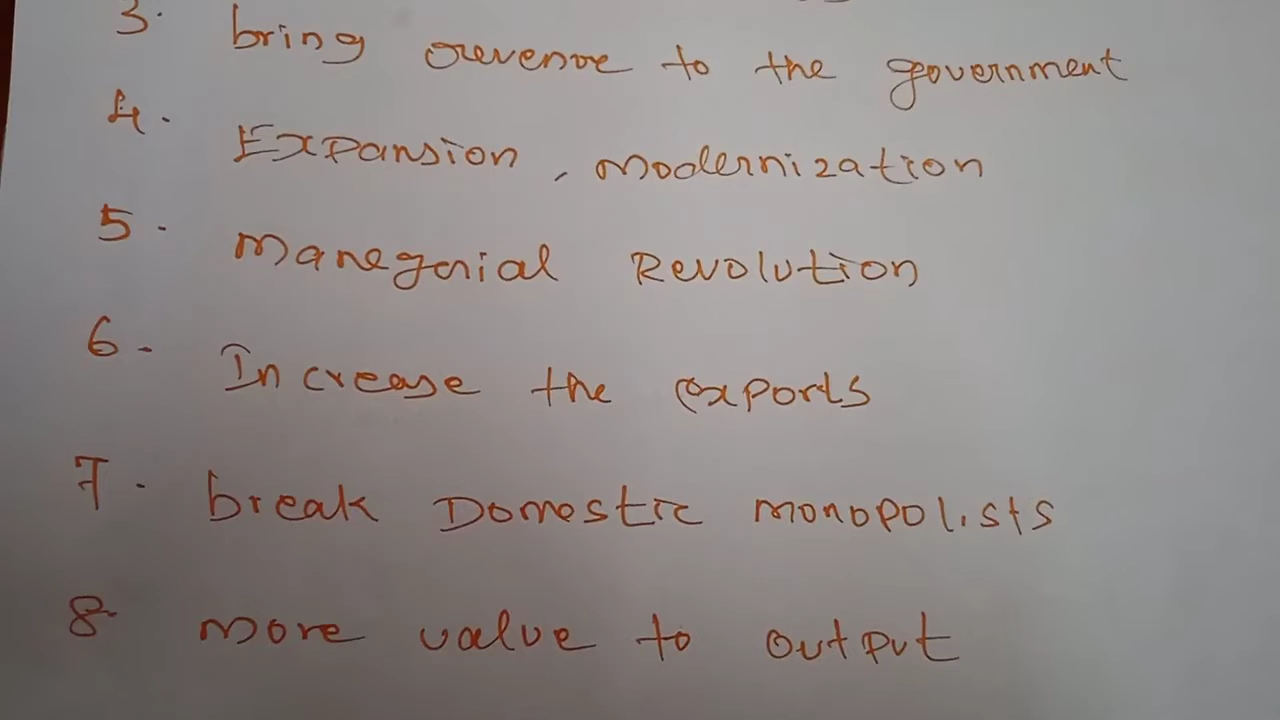 3. bring revenue to the government
4. Expansion, modernization
5. Manegerial Revolution
6. Increase the exports
7. break Domestic monopolists
8 more value to output